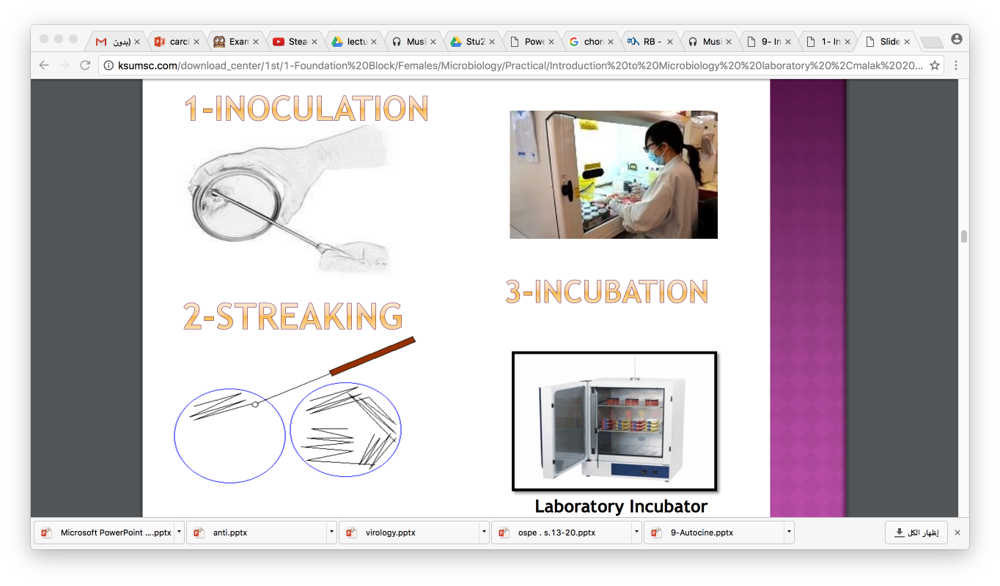 (بدون
carci
Exam
Stea
lectu
Musi
Stu2
Powe
chor
RB -
Musi
9- In
1- In
Slide
ksumsc.com/download_center/1st/1-Foundation%20Block/Females/Microbiology/Practical/Introduction%20to%20Microbiology%20%20laboratory%20%2Cmalak%2020...
1-INOCULATION
2-STREAKING
3-INCUBATION
Laboratory Incubator
Microsoft PowerPoint ....pptx
anti.pptx
virology.pptx
ospe . s.13-20.pptx
9-Autocine.pptx
إظهار الكل